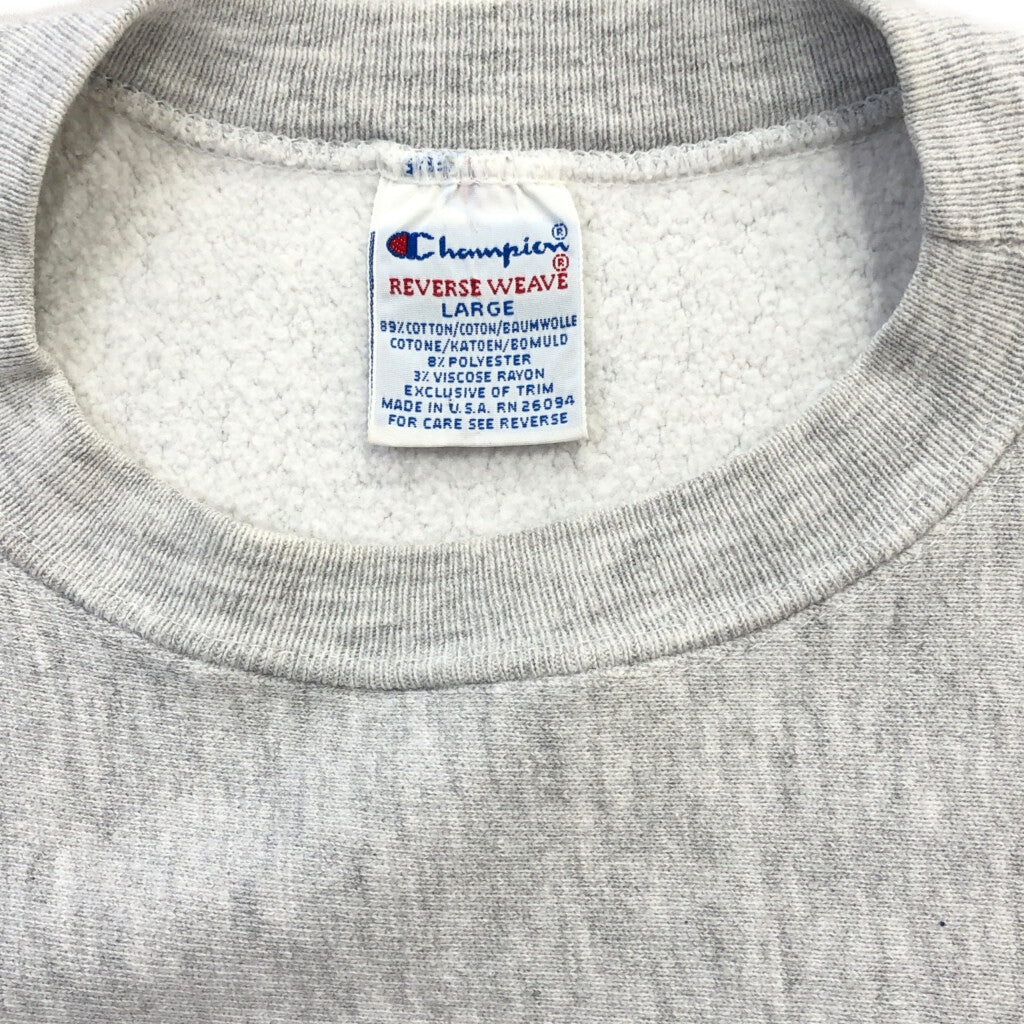 Champion®
REVERSE WEAVE®
LARGE
89% COTTON/COTON/BAUMWOLLE
COTONE/KATOEN/BOMULD
8% POLYESTER
3% VISCOSE RAYON
EXCLUSIVE OF TRIM
MADE IN U.S.A. RN 26094
FOR CARE SEE REVERSE